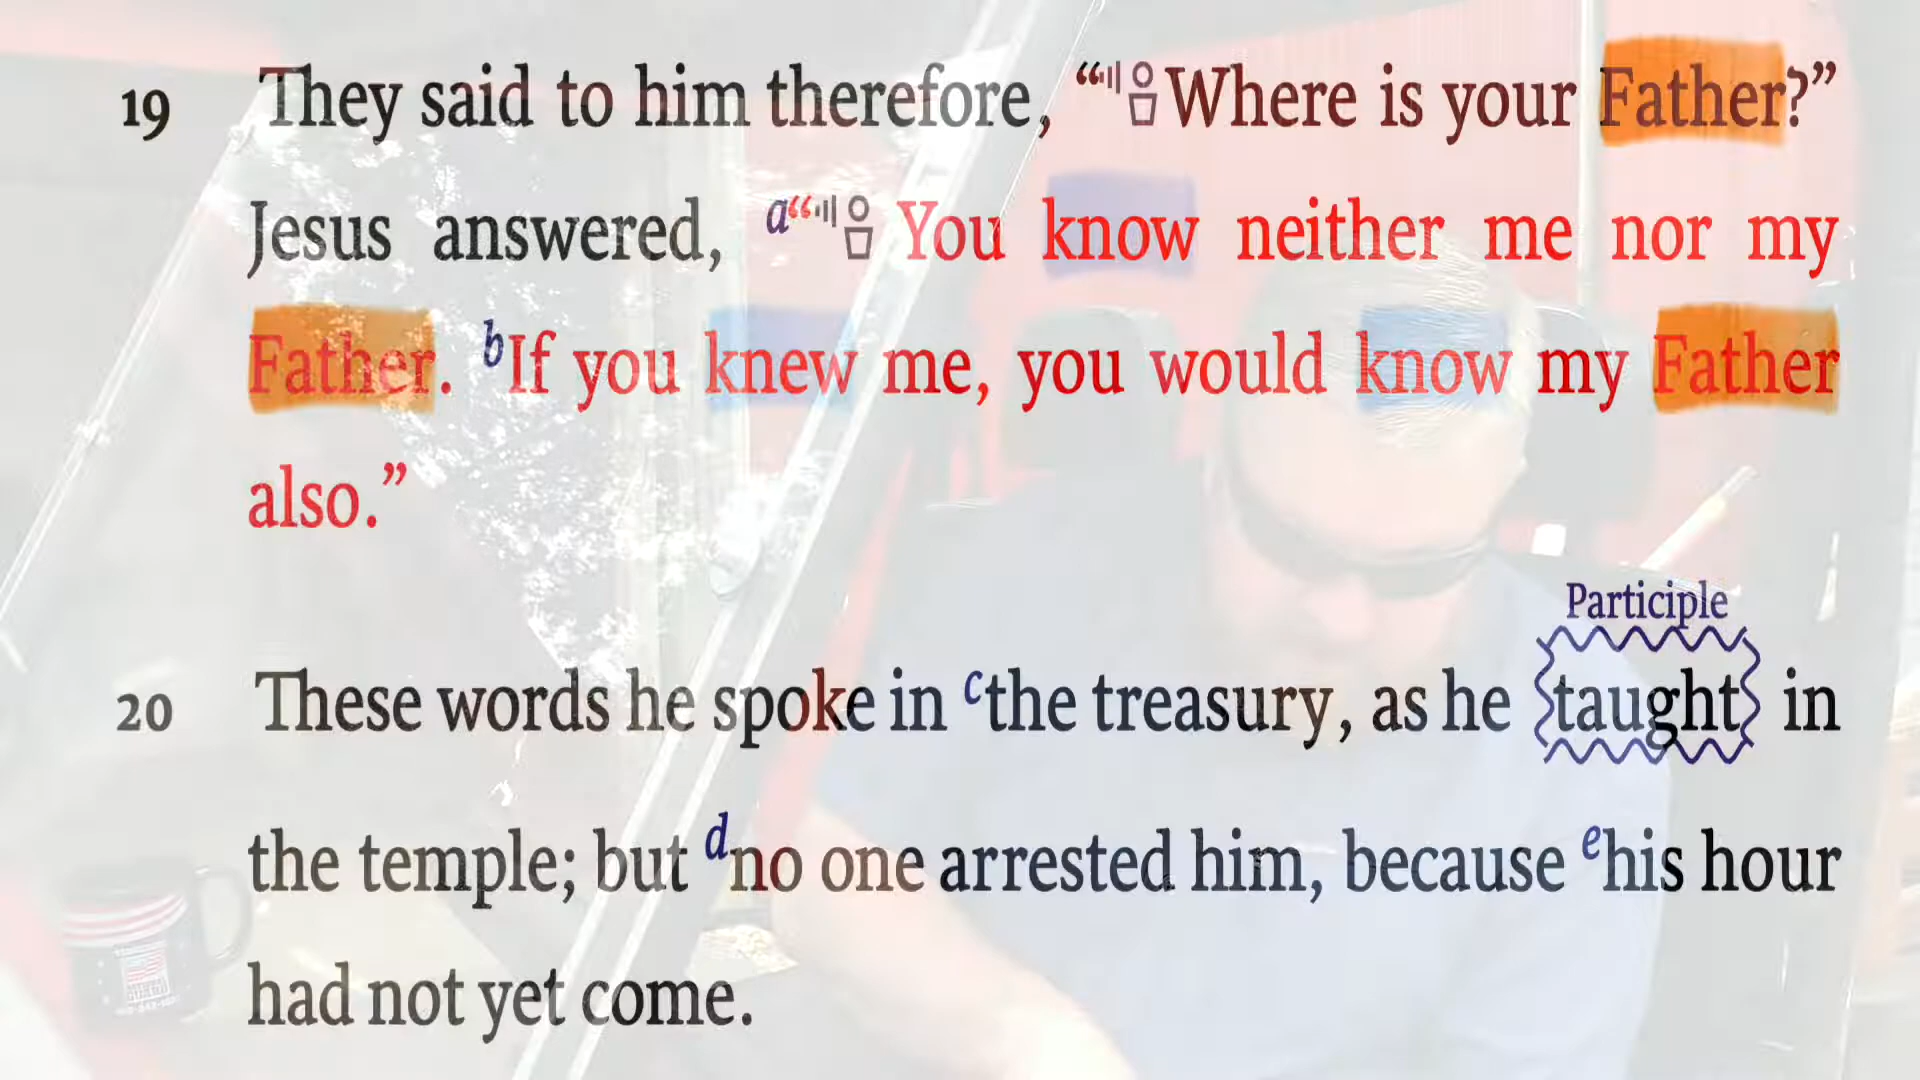 19 They said to him therefore, “Where is your Father?”
Jesus answered, a“You know neither me nor my
Father. bIf you knew me, you would know my Father
also.”
Participle
20 These words he spoke in cthe treasury, as he taught in
the temple; but dno one arrested him, because ehis hour
had not yet come.